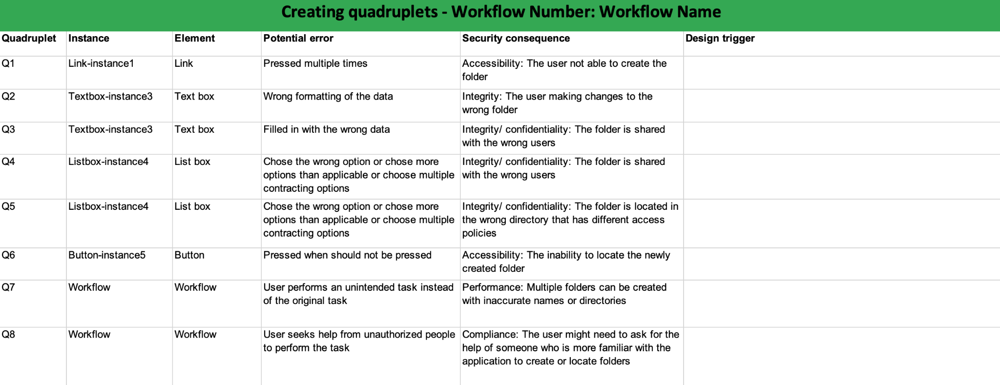 Creating quadruplets - Workflow Number: Workflow Name
Quadruplet Instance Element Potential error Security consequence Design trigger
Q1 Link-instance1 Link Pressed multiple times Accessibility: The user not able to create the
folder
Q2 Textbox-instance3 Text box Wrong formatting of the data Integrity: The user making changes to the
wrong folder
Q3 Textbox-instance3 Text box Filled in with the wrong data Integrity/ confidentiality: The folder is shared
with the wrong users
Q4 Listbox-instance4 List box Chose the wrong option or chose more Integrity/ confidentiality: The folder is shared
options than applicable or choose multiple with the wrong users
contracting options
Q5 Listbox-instance4 List box Chose the wrong option or chose more Integrity/ confidentiality: The folder is located in
options than applicable or choose multiple the wrong directory that has different access
contracting options policies
Q6 Button-instance5 Button Pressed when should not be pressed Accessibility: The inability to locate the newly
created folder
Q7 Workflow Workflow User performs an unintended task instead Performance: Multiple folders can be created
of the original task with inaccurate names or directories
Q8 Workflow Workflow User seeks help from unauthorized people Compliance: The user might need to ask for the
to perform the task help of someone who is more familiar with the
application to create or locate folders